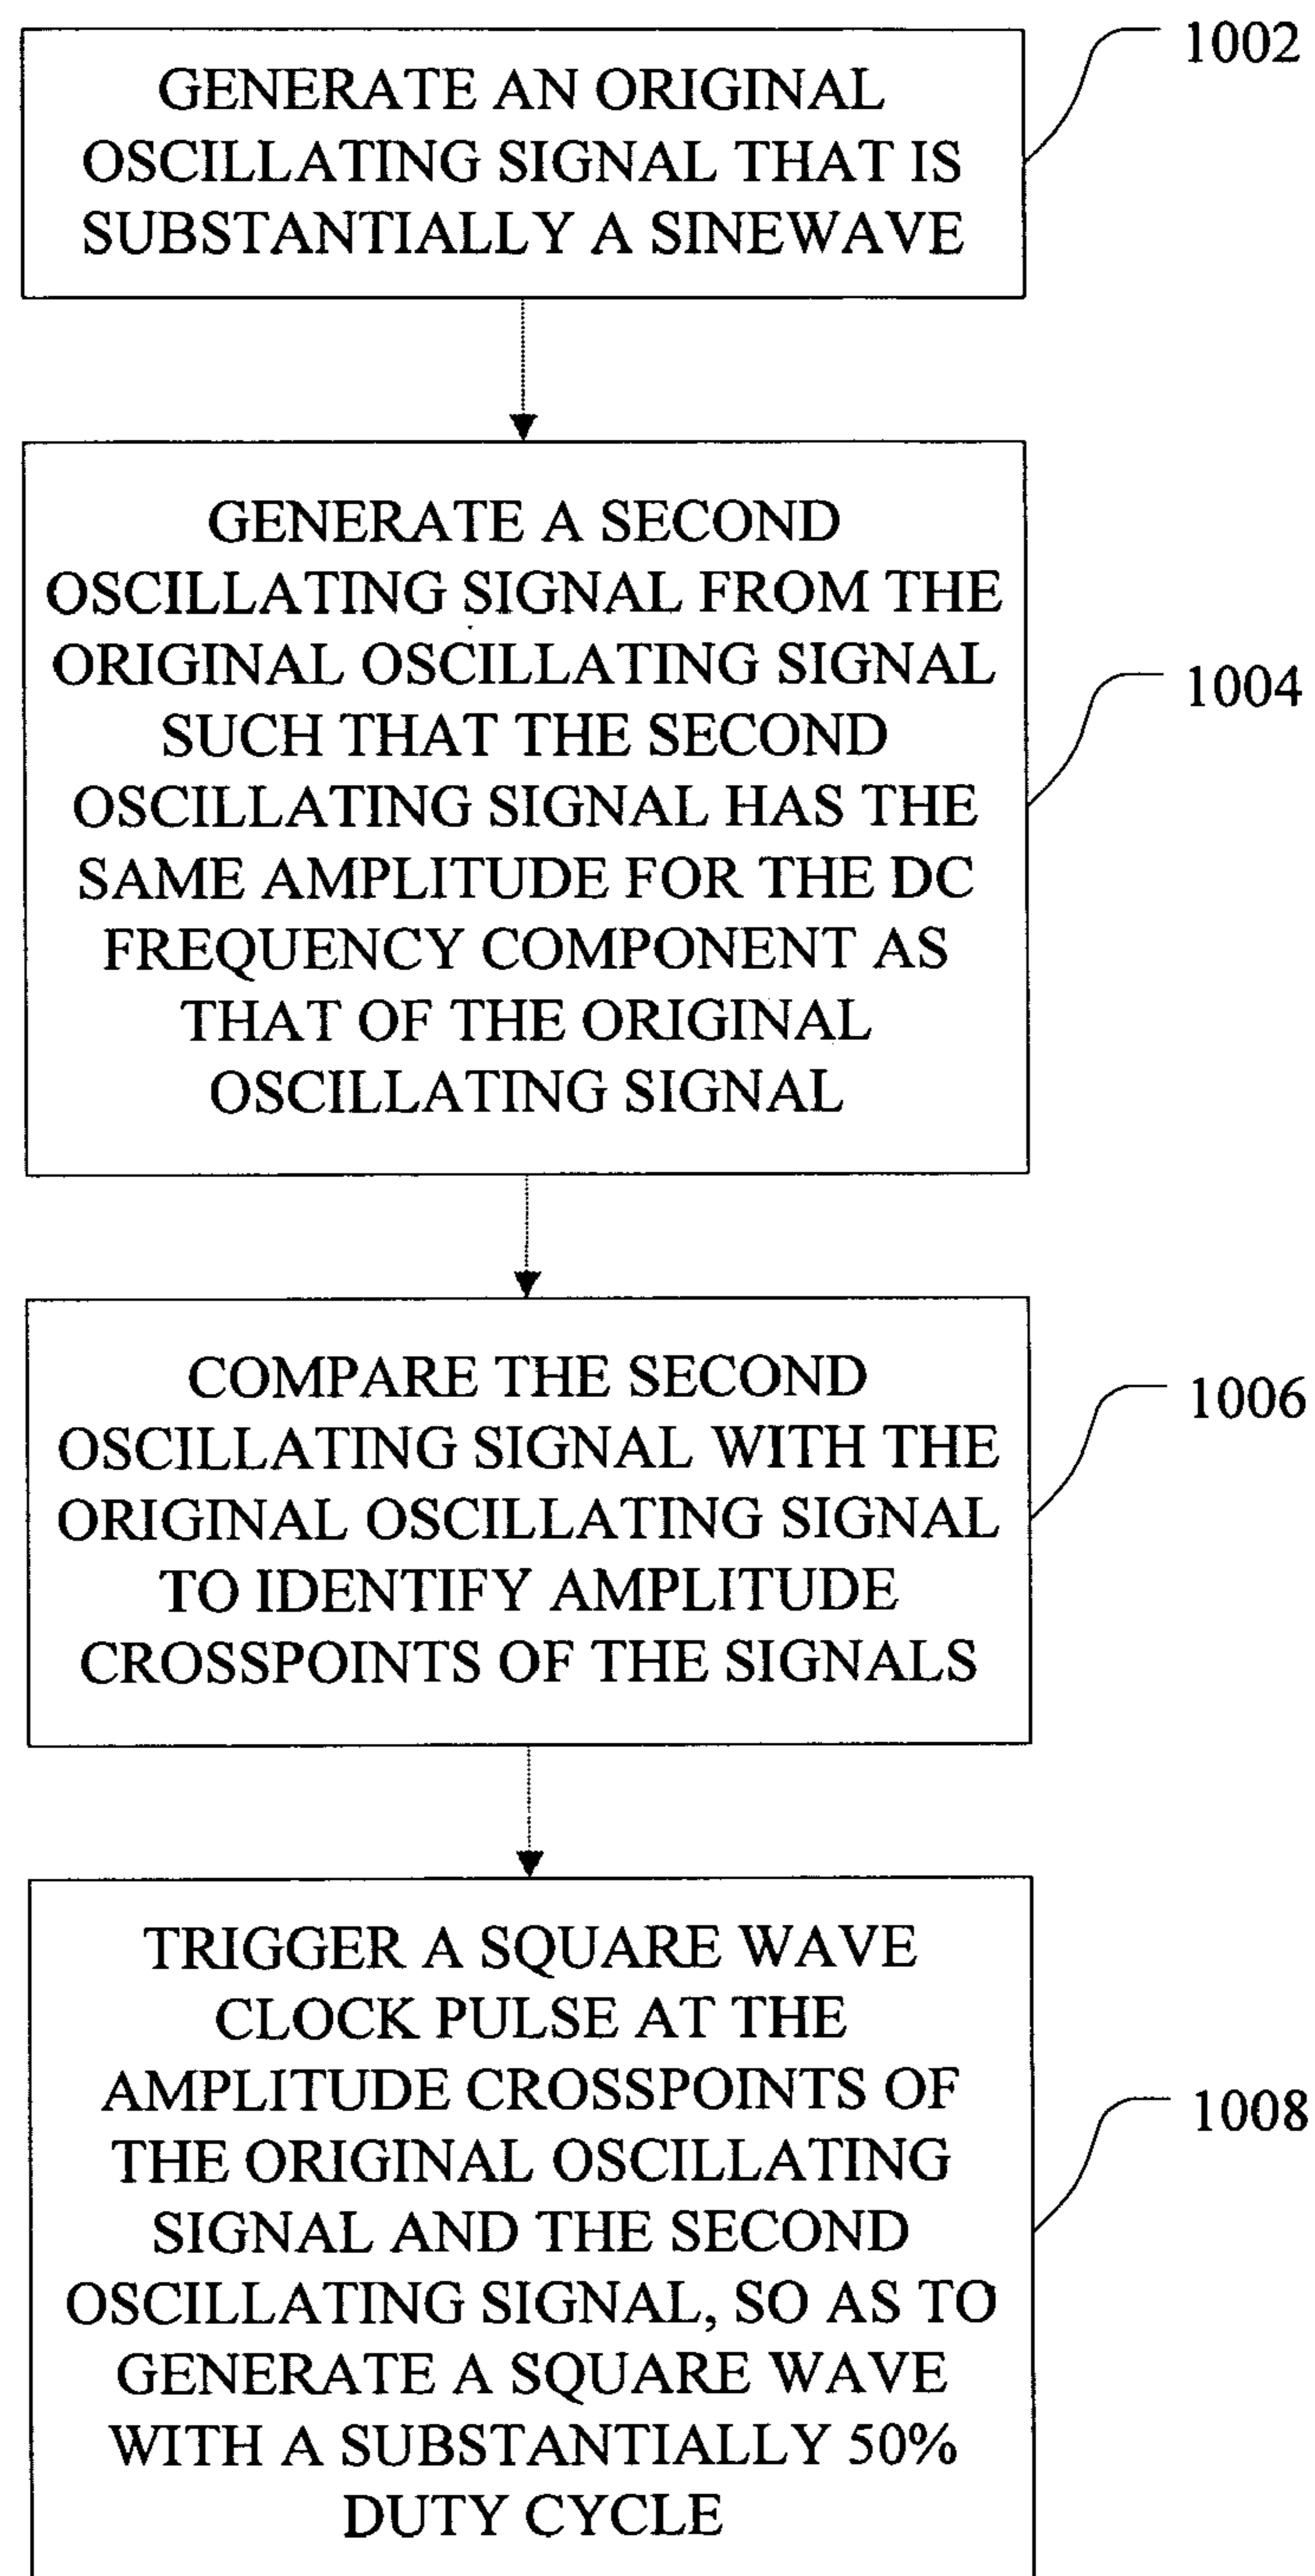 1002
GENERATE AN ORIGINAL
OSCILLATING SIGNAL THAT IS
SUBSTANTIALLY A SINEWAVE
GENERATE A SECOND
OSCILLATING SIGNAL FROM THE
ORIGINAL OSCILLATING SIGNAL
SUCH THAT THE SECOND
OSCILLATING SIGNAL HAS THE
SAME AMPLITUDE FOR THE DC
FREQUENCY COMPONENT AS
THAT OF THE ORIGINAL
OSCILLATING SIGNAL
1004
COMPARE THE SECOND
OSCILLATING SIGNAL WITH THE
ORIGINAL OSCILLATING SIGNAL
TO IDENTIFY AMPLITUDE
CROSSPOINTS OF THE SIGNALS
1006
TRIGGER A SQUARE WAVE
CLOCK PULSE AT THE
AMPLITUDE CROSSPOINTS OF
THE ORIGINAL OSCILLATING
SIGNAL AND THE SECOND
OSCILLATING SIGNAL, SO AS TO
GENERATE A SQUARE WAVE
WITH A SUBSTANTIALLY 50%
DUTY CYCLE
1008